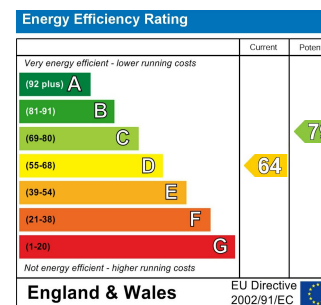 Energy Efficiency Rating
Current
Very energy efficient - lower running costs
(92 plus) A
(81-91) B
(69-80) C
(55-68) D
64
(39-54) E
(21-38) F
(1-20) G
Not energy efficient - higher running costs
England & Wales
EU Directive
2002/91/EC